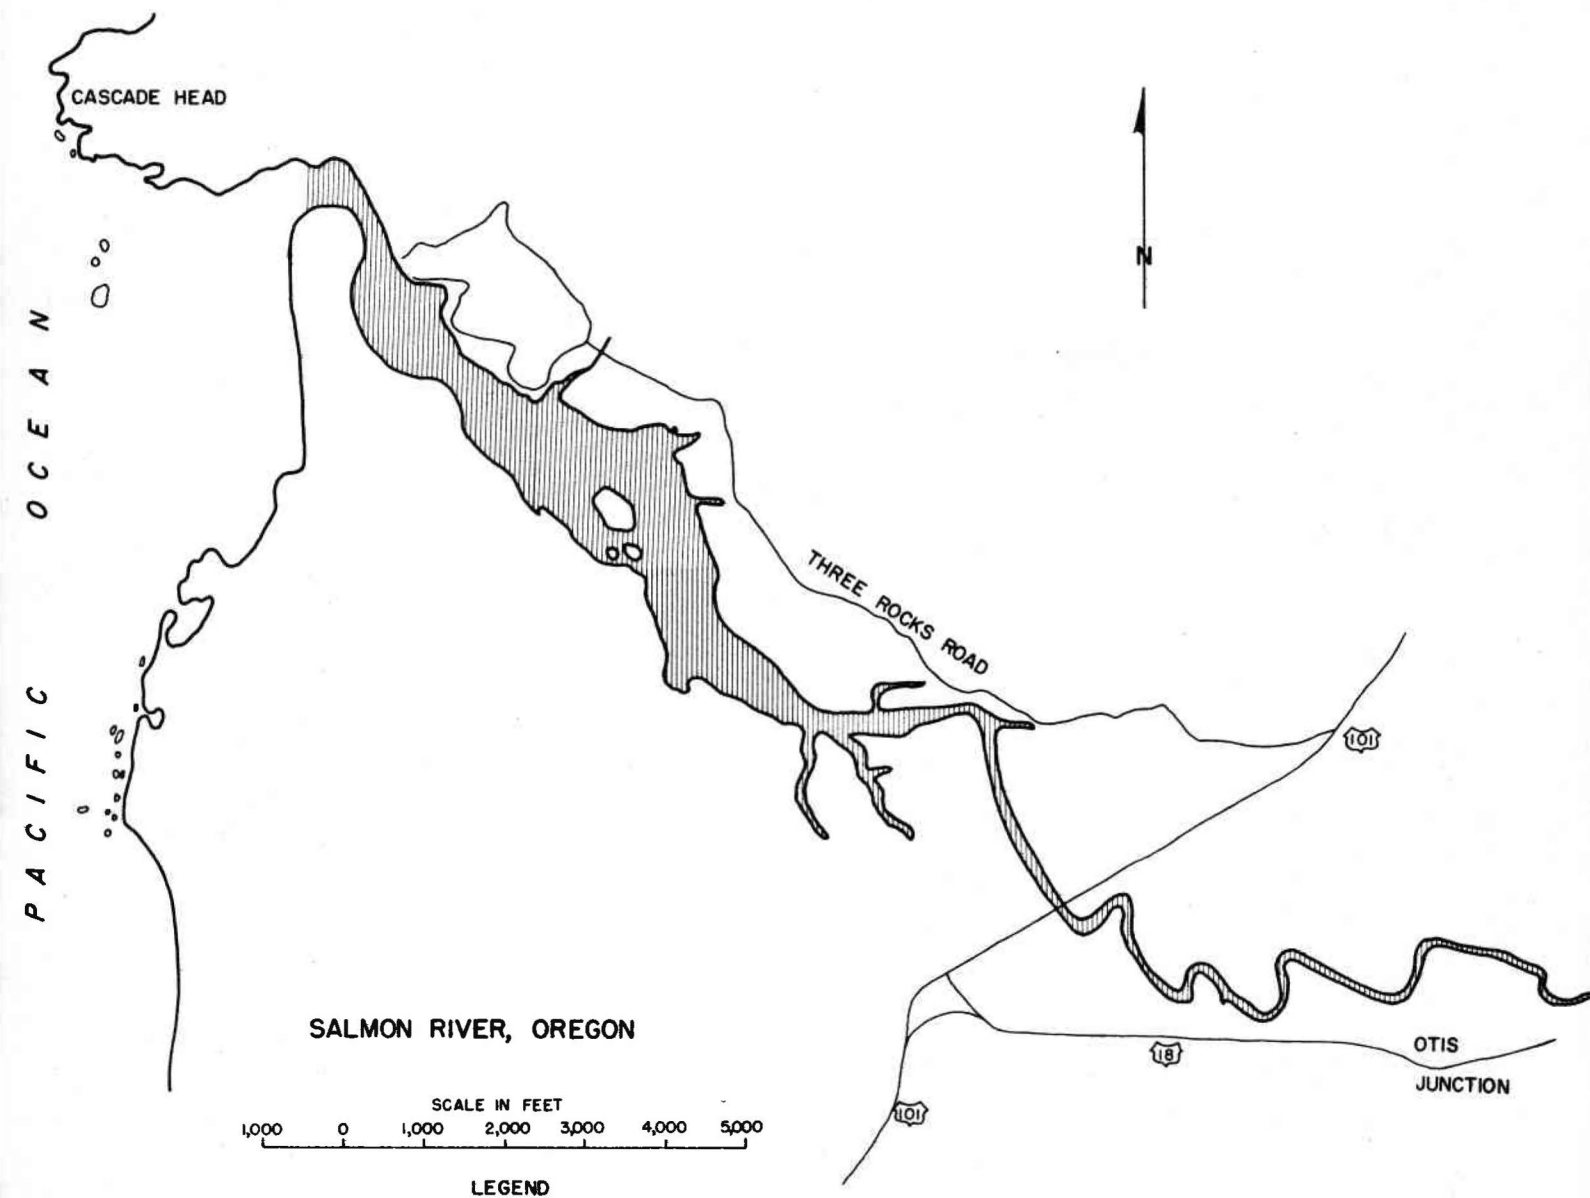 CASCADE HEAD
N
PACIFIC OCEAN
THREE ROCKS ROAD
101
SALMON RIVER, OREGON
18
OTIS
JUNCTION
101
SCALE IN FEET
1,000 0 1,000 2,000 3,000 4,000 5,000
LEGEND